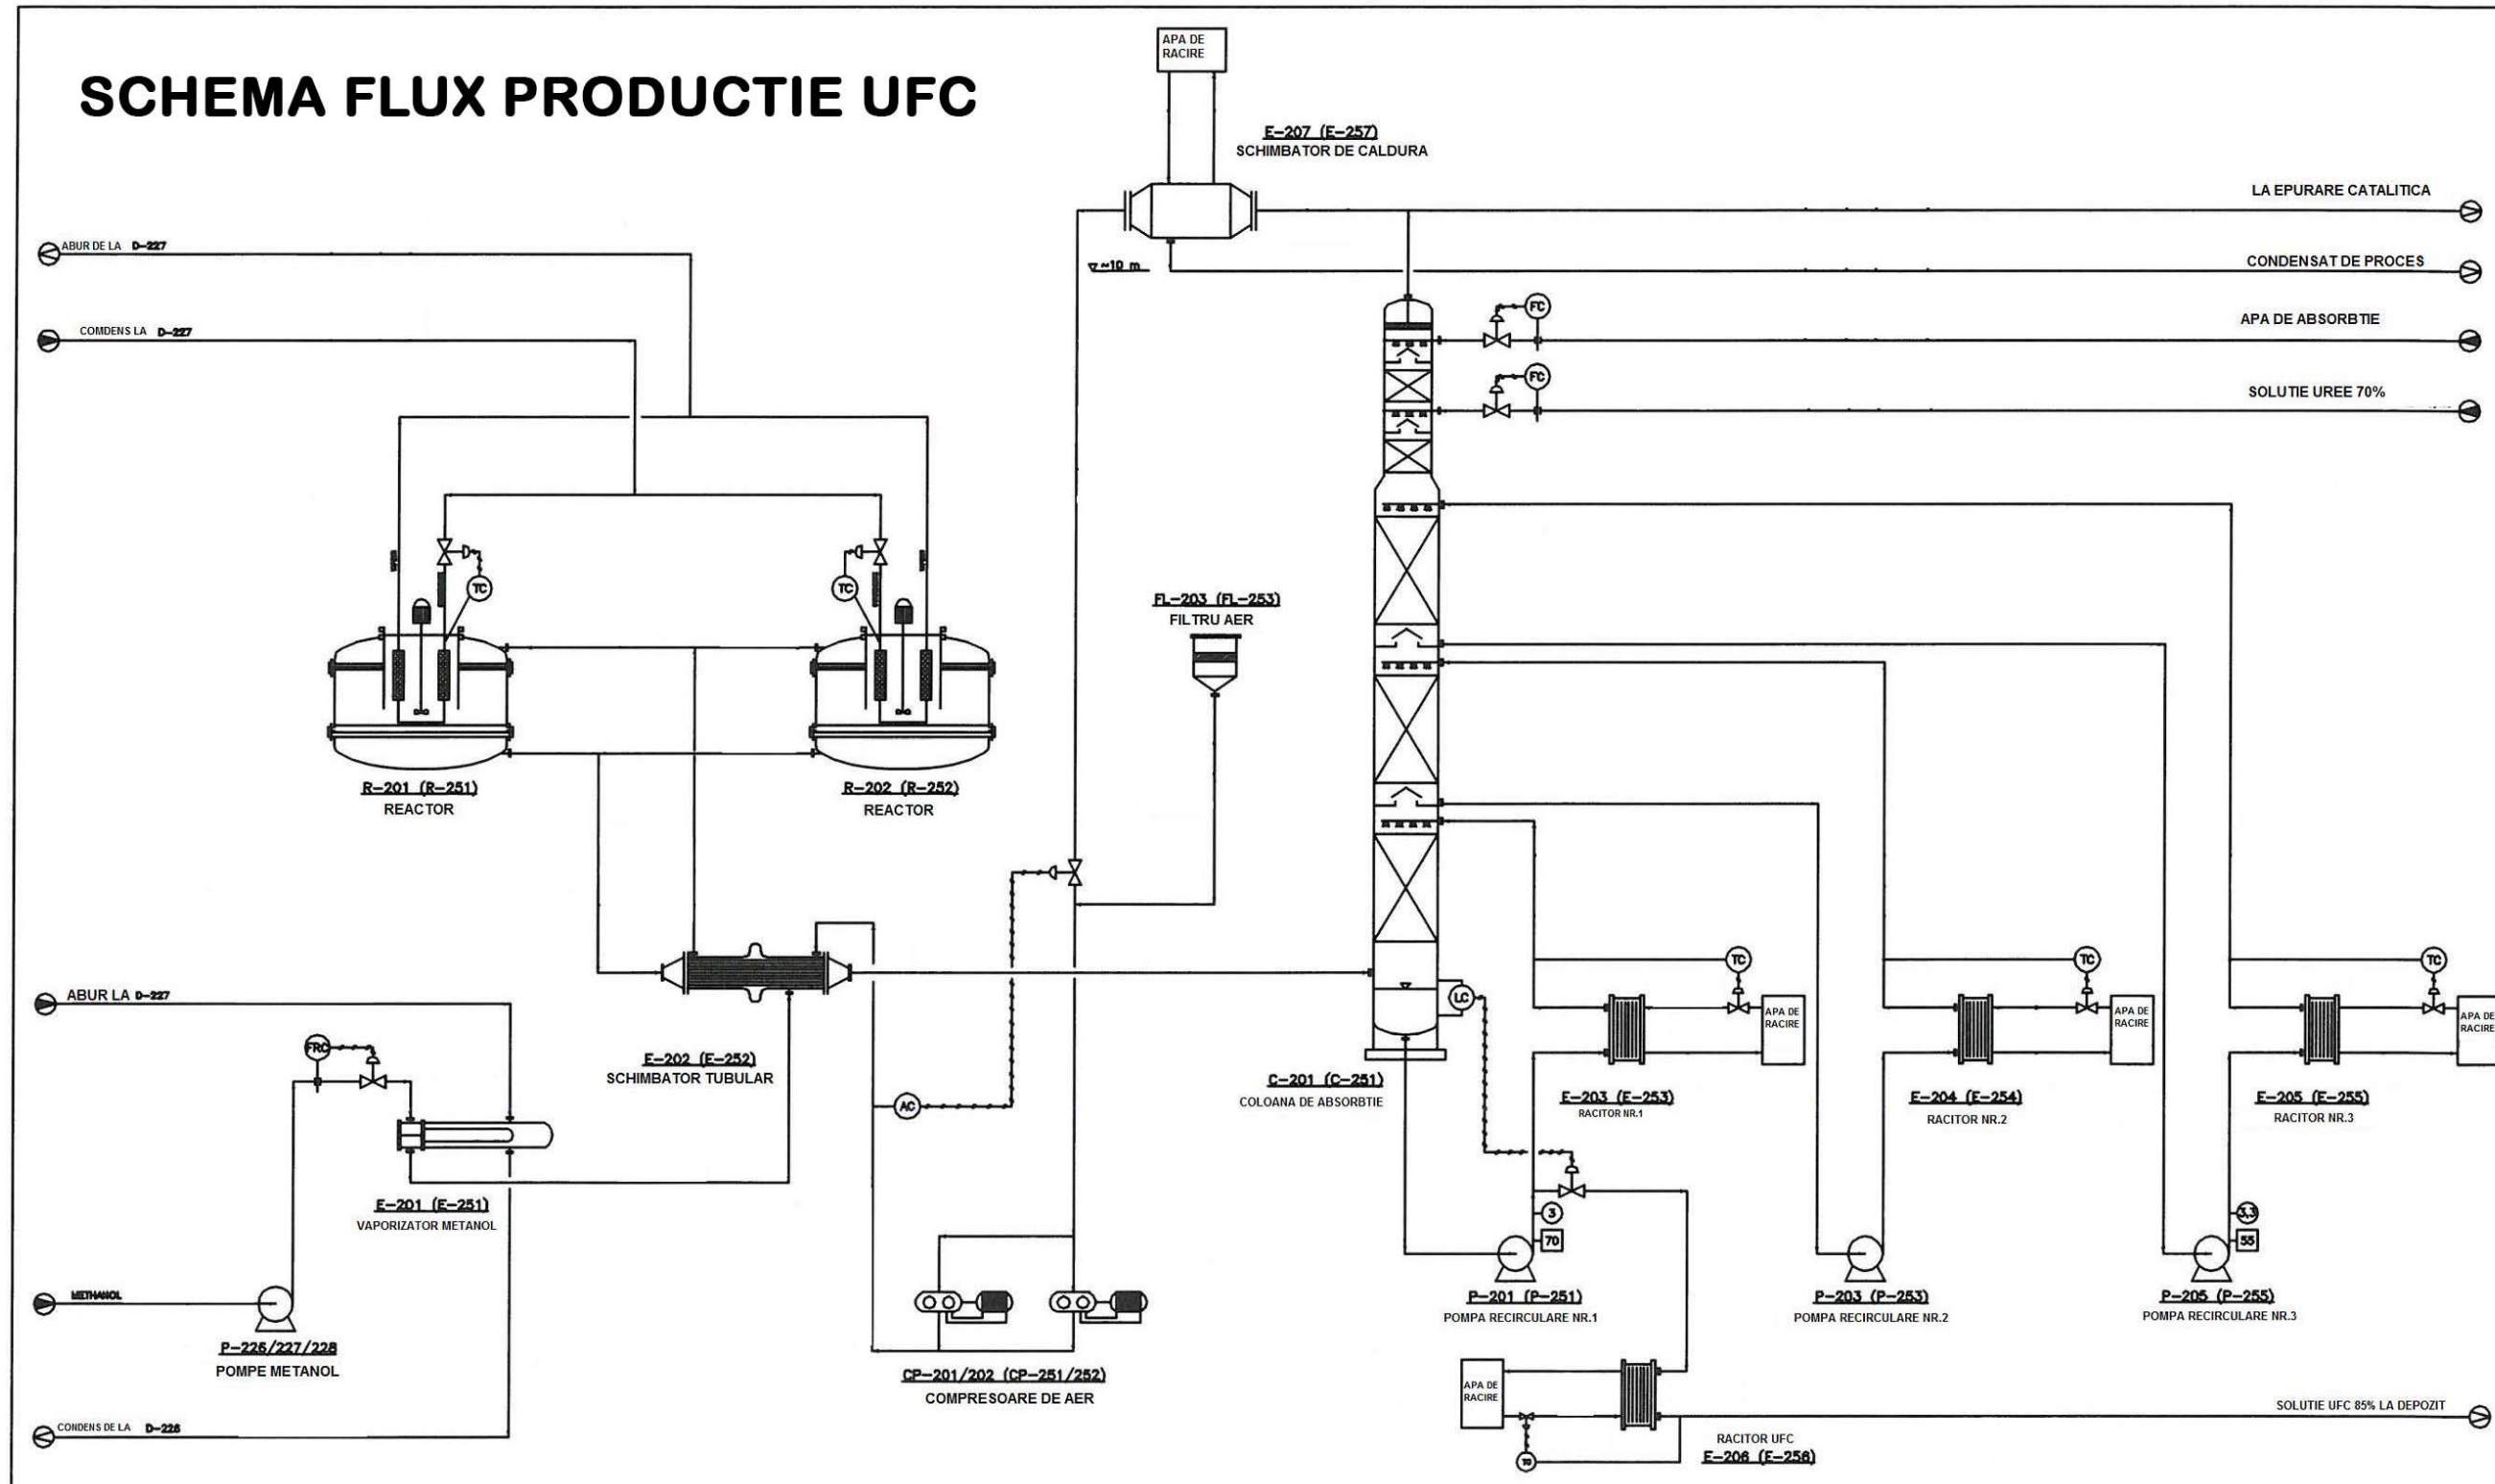 SCHEMA FLUX PRODUCTIE UFC
APA DE
RACIRE
E-207 (E-257)
SCHIMBATOR DE CALDURA
LA EPURARE CATALITICA
ABUR DE LA D-227
~10 m
CONDENSAT DE PROCES
COMDENS LA D-227
FC
APA DE ABSORBTIE
FC
SOLUTIE UREE 70%
TC
TC
FL-203 (FL-253)
FILTRU AER
R-201 (R-251)
REACTOR
R-202 (R-252)
REACTOR
ABUR LA D-227
FRC
E-202 (E-252)
SCHIMBATOR TUBULAR
AC
LC
C-201 (C-251)
COLOANA DE ABSORBTIE
TC
APA DE
RACIRE
E-203 (E-253)
RACITOR NR.1
TC
APA DE
RACIRE
E-204 (E-254)
RACITOR NR.2
TC
APA DE
RACIRE
E-205 (E-255)
RACITOR NR.3
E-201 (E-251)
VAPORIZATOR METANOL
3
70
3,3
55
METHANOL
P-226/227/228
POMPE METANOL
CP-201/202 (CP-251/252)
COMPRESOARE DE AER
P-201 (P-251)
POMPA RECIRCULARE NR.1
P-203 (P-253)
POMPA RECIRCULARE NR.2
P-205 (P-255)
POMPA RECIRCULARE NR.3
APA DE
RACIRE
CONDENS DE LA D-226
SOLUTIE UFC 85% LA DEPOZIT
RACITOR UFC
E-206 (E-256)